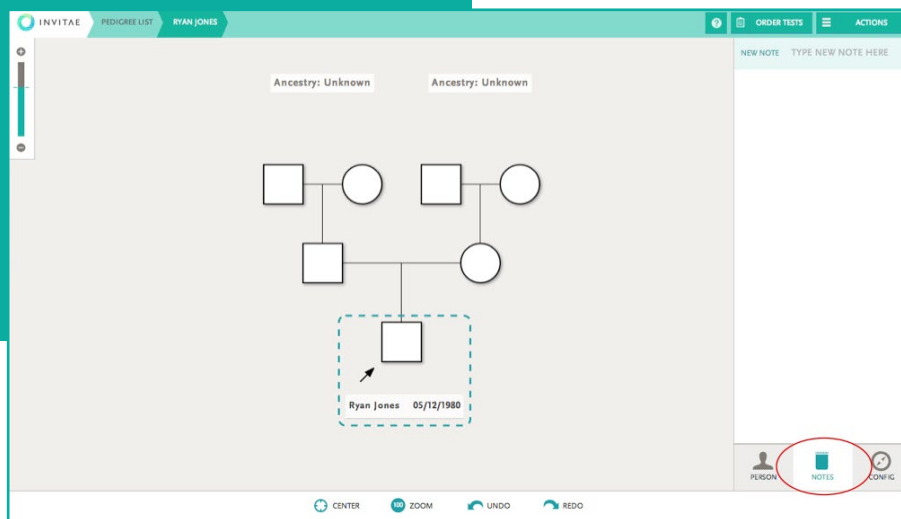 INVITAE PEDIGREE LIST RYAN JONES ? ORDER TESTS ACTIONS
NEW NOTE TYPE NEW NOTE HERE
Ancestry: Unknown Ancestry: Unknown
Ryan Jones 05/12/1980
PERSON NOTES CONFIG
CENTER 100 ZOOM UNDO REDO